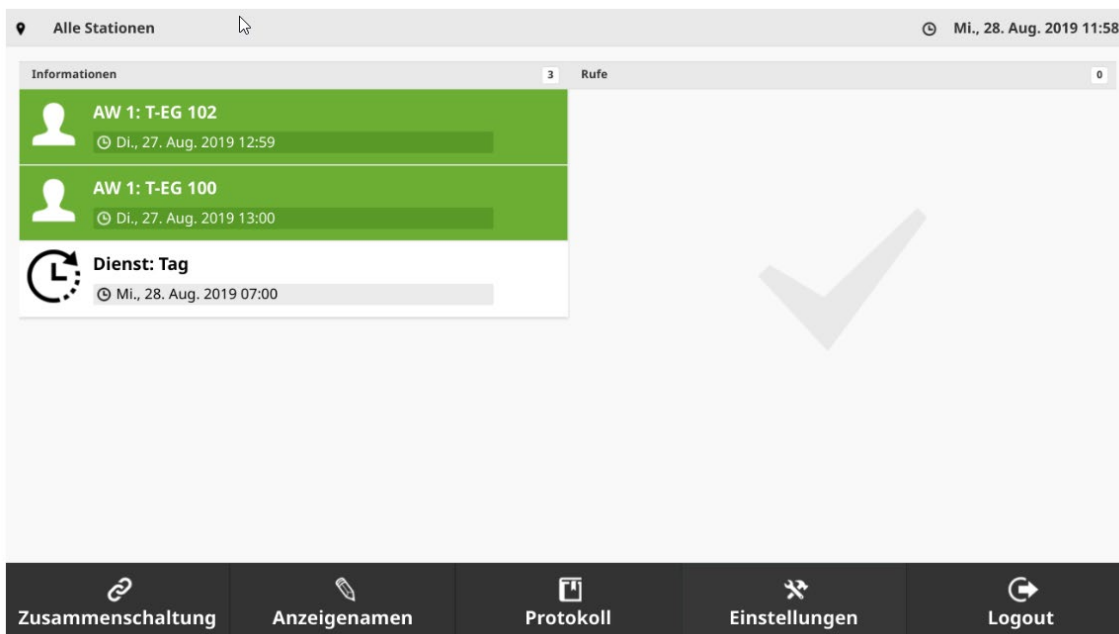 Alle Stationen
Mi., 28. Aug. 2019 11:58
Informationen 3
Rufe 0
AW 1: T-EG 102
Di., 27. Aug. 2019 12:59
AW 1: T-EG 100
Di., 27. Aug. 2019 13:00
Dienst: Tag
Mi., 28. Aug. 2019 07:00
Zusammenschaltung
Anzeigenamen
Protokoll
Einstellungen
Logout